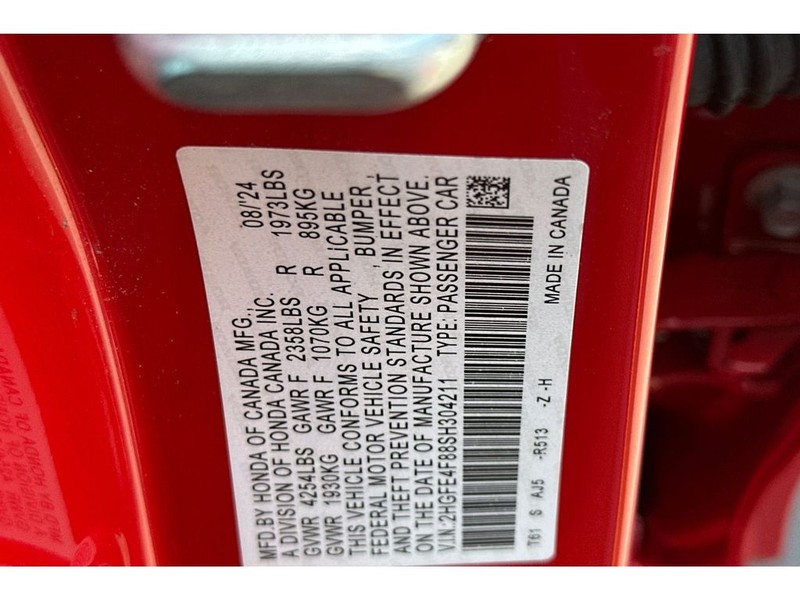 MFD.BY HONDA OF CANADA MFG., 08/'24
A DIVISION OF HONDA CANADA INC.
GVWR 4254LBS GAWR F 2358LBS R 1973LBS
GVWR 1930KG GAWR F 1070KG R 895KG
THIS VEHICLE CONFORMS TO ALL APPLICABLE
FEDERAL MOTOR VEHICLE SAFETY , BUMPER ,
AND THEFT PREVENTION STANDARDS IN EFFECT
ON THE DATE OF MANUFACTURE SHOWN ABOVE.
V.I.N:2HGFE4F88SH304211 TYPE: PASSENGER CAR
T61 S AJ5 -R513 -Z -H MADE IN CANADA